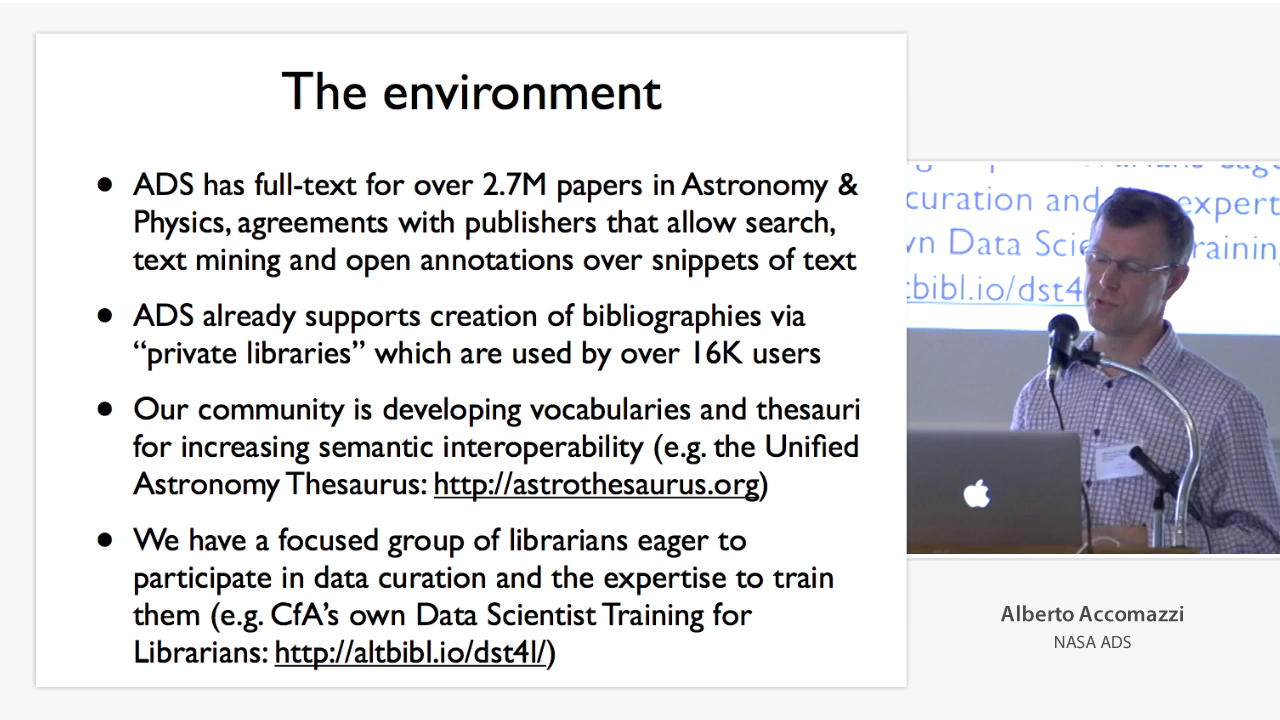 The environment
• ADS has full-text for over 2.7M papers in Astronomy &
Physics, agreements with publishers that allow search,
text mining and open annotations over snippets of text
• ADS already supports creation of bibliographies via
“private libraries” which are used by over 16K users
• Our community is developing vocabularies and thesauri
for increasing semantic interoperability (e.g. the Unified
Astronomy Thesaurus: http://astrothesaurus.org)
• We have a focused group of librarians eager to
participate in data curation and the expertise to train
them (e.g. CfA’s own Data Scientist Training for
Librarians: http://altbibl.io/dst4l/)
curation and expert
wn Data Scie raining
tbibl.io/dst4
Alberto Accomazzi
NASA ADS